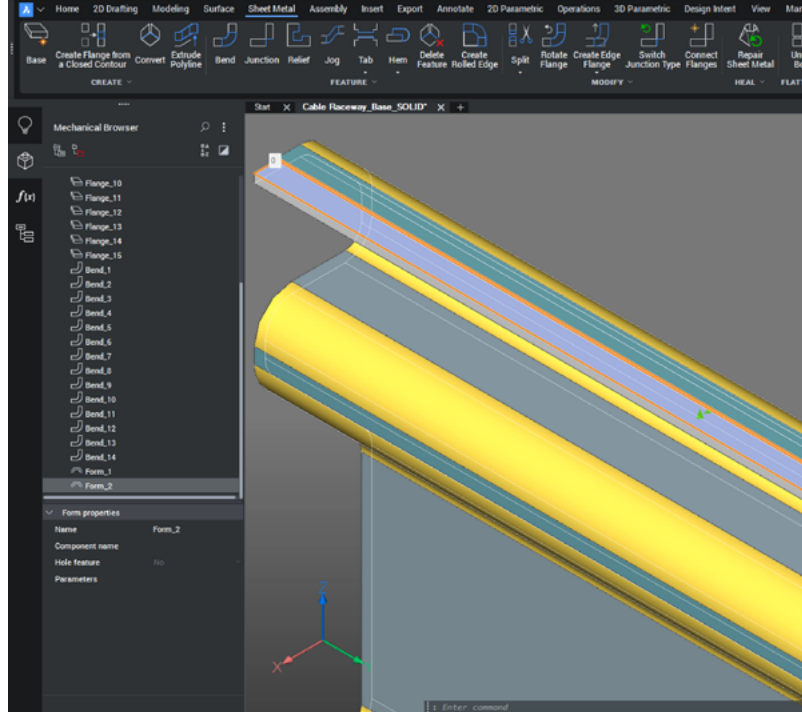 Home 2D Drafting Modeling Surface Sheet Metal Assembly Insert Export Annotate 2D Parametric Operations 3D Parametric Design Intent View
Base Create Flange from a Closed Contour Convert Extrude Polyline Bend Junction Relief Jog Tab Hem Delete Feature Create Rolled Edge Split Rotate Flange Create Edge Flange Switch Junction Type Connect Flanges Repair Sheet Metal
CREATE FEATURE MODIFY HEAL
Start X Cable Raceway_Base_SOLID* X +
Mechanical Browser
f(x)
0
Flange_10
Flange_11
Flange_12
Flange_13
Flange_14
Flange_15
Bend_1
Bend_2
Bend_3
Bend_4
Bend_5
Bend_6
Bend_7
Bend_8
Bend_9
Bend_10
Bend_11
Bend_12
Bend_13
Bend_14
Form_1
Form_2
Form properties
Name Form_2
Component name
Hole feature No
Parameters
Z
X
: Enter command